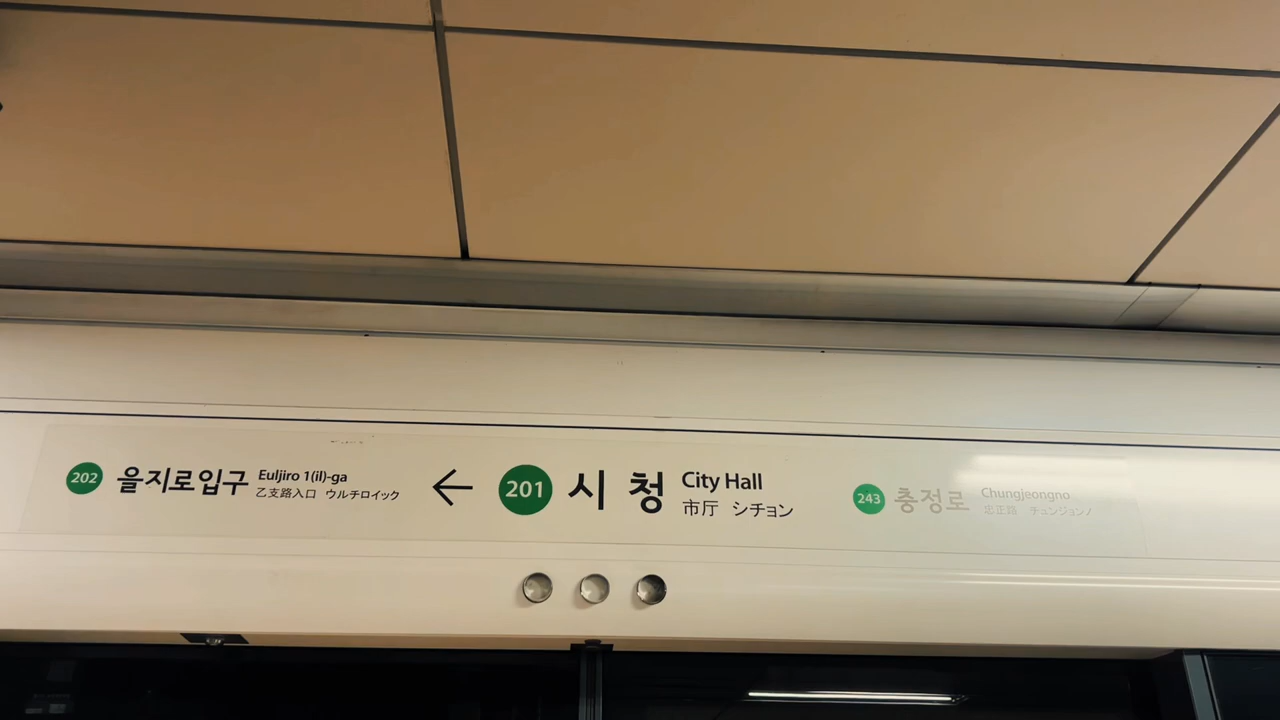 202 을지로입구 Euljiro 1(il)-ga
乙支路入口 ウルチロイック
← 201 시청 City Hall
市厅 シチョン
243 충정로 Chungjeongno
忠正路 チュンジョンノ